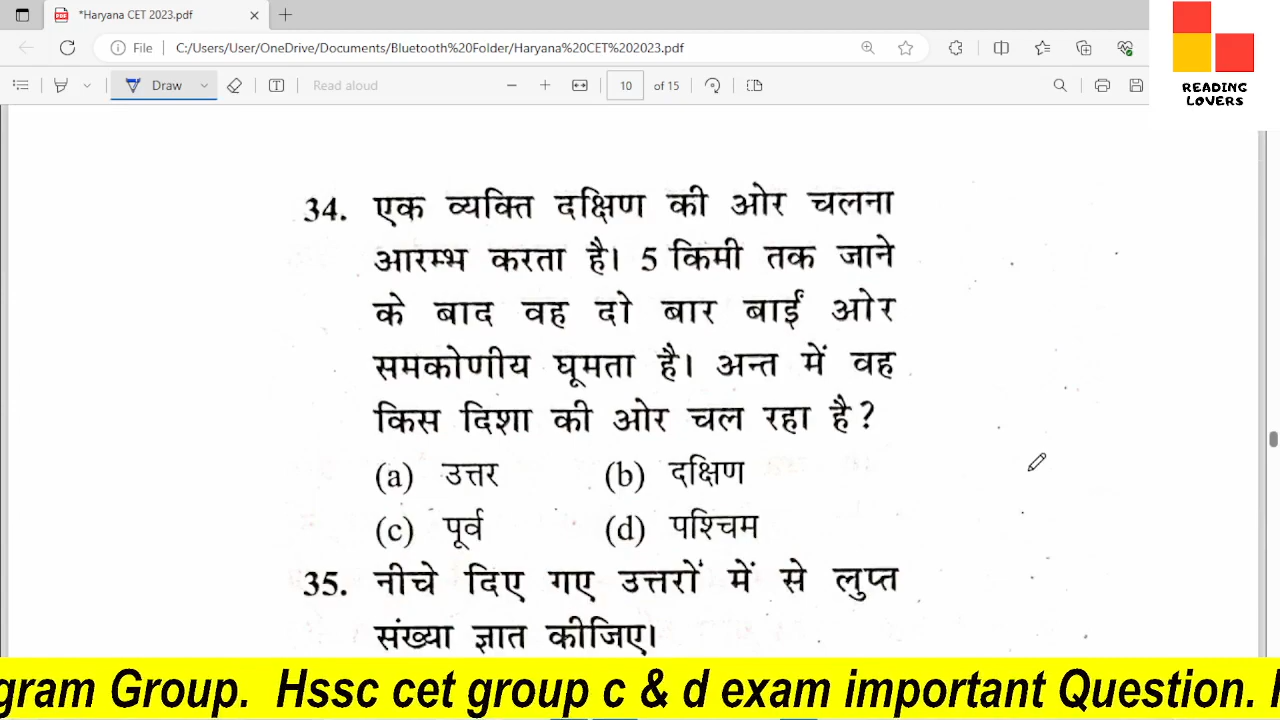 *Haryana CET 2023.pdf
File C:/Users/User/OneDrive/Documents/Bluetooth%20Folder/Haryana%20CET%202023.pdf
Draw Read aloud 10 of 15
READING
LOVERS
34. एक व्यक्ति दक्षिण की ओर चलना
आरम्भ करता है। 5 किमी तक जाने
के बाद वह दो बार बाईं ओर
समकोणीय घूमता है। अन्त में वह
किस दिशा की ओर चल रहा है?
(a) उत्तर (b) दक्षिण
(c) पूर्व (d) पश्चिम
35. नीचे दिए गए उत्तरों में से लुप्त
संख्या ज्ञात कीजिए।
gram Group. Hssc cet group c & d exam important Question.